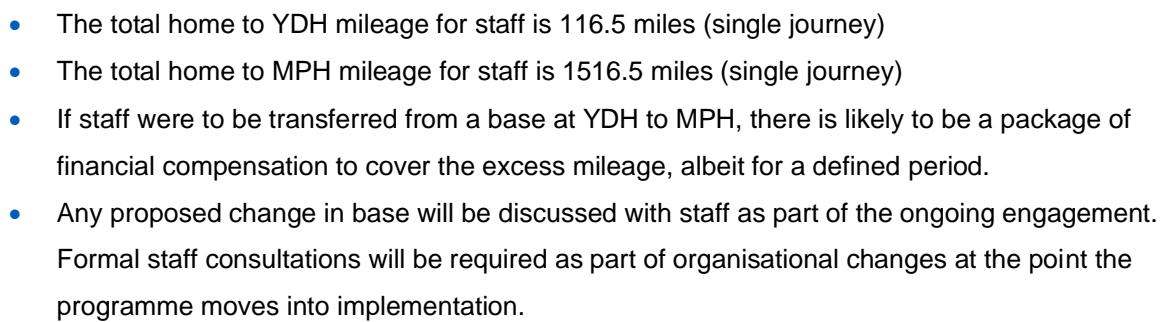 • The total home to YDH mileage for staff is 116.5 miles (single journey)
• The total home to MPH mileage for staff is 1516.5 miles (single journey)
• If staff were to be transferred from a base at YDH to MPH, there is likely to be a package of
financial compensation to cover the excess mileage, albeit for a defined period.
• Any proposed change in base will be discussed with staff as part of the ongoing engagement.
Formal staff consultations will be required as part of organisational changes at the point the
programme moves into implementation.